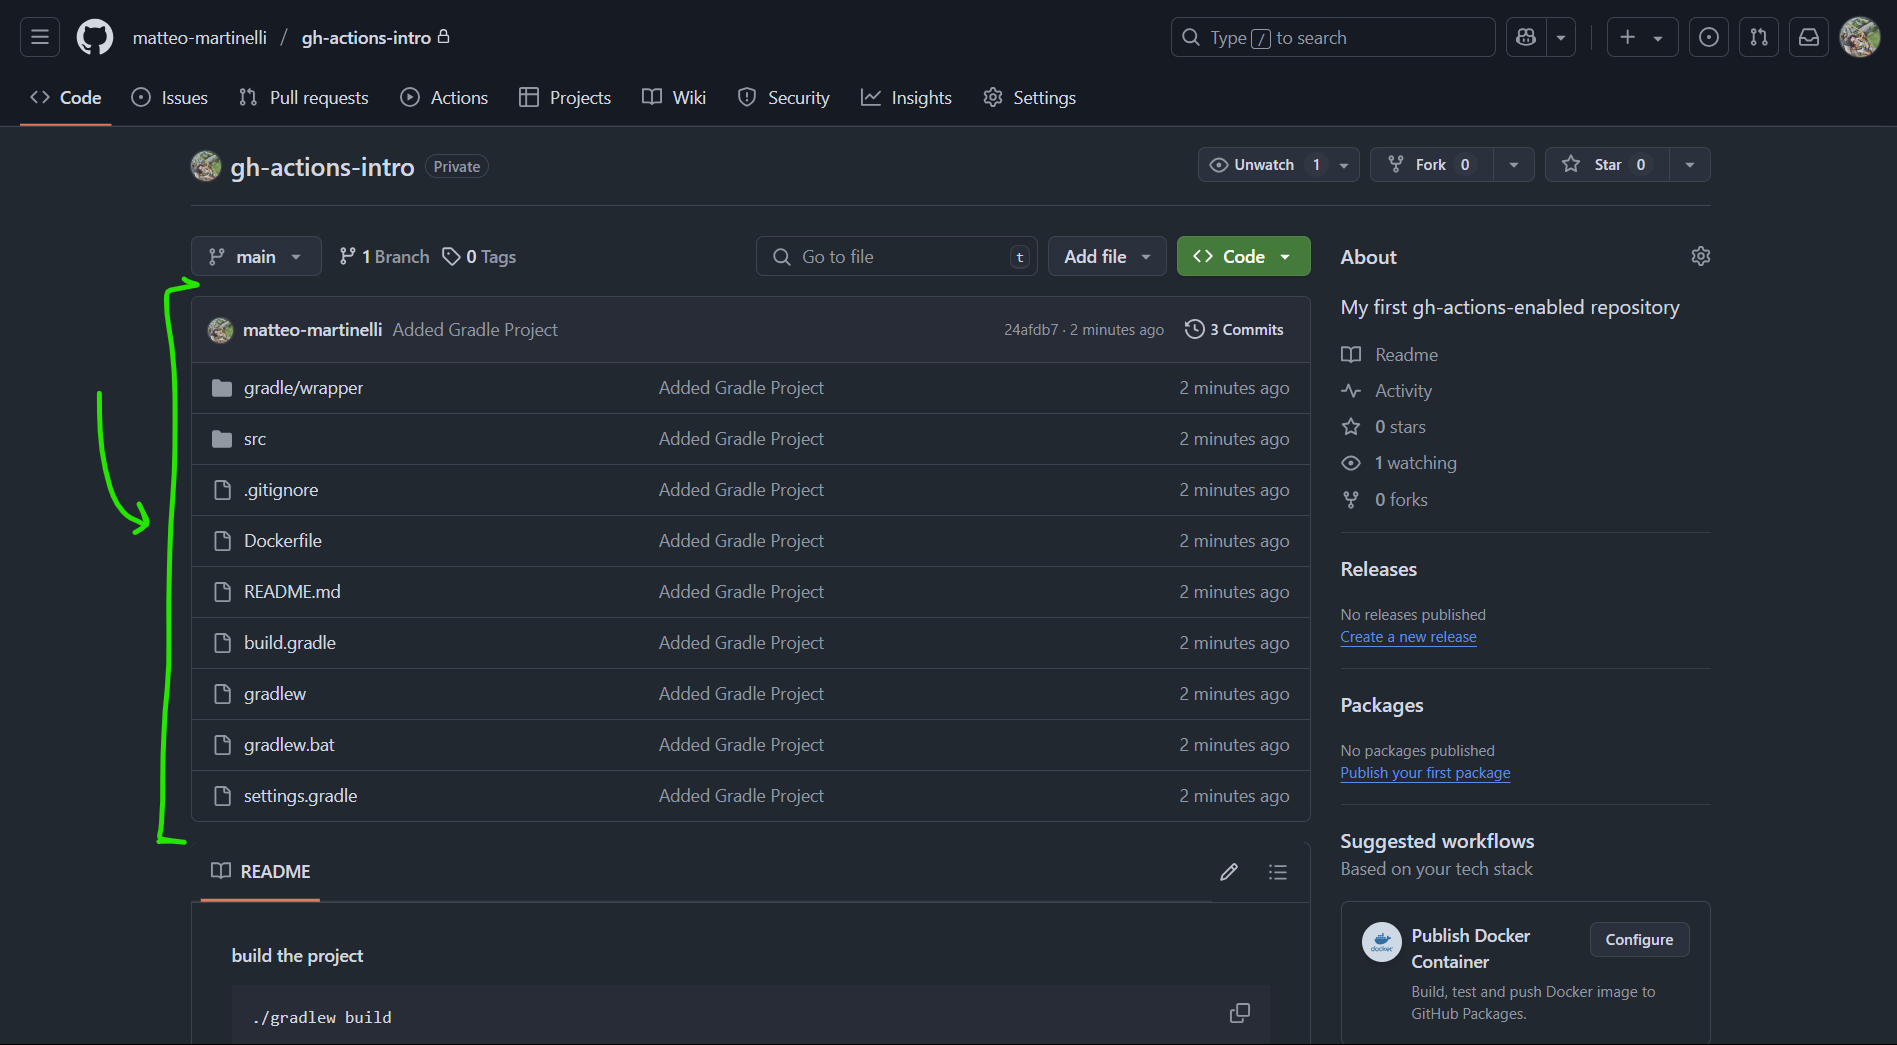 matteo-martinelli / gh-actions-intro
Type / to search
Code Issues Pull requests Actions Projects Wiki Security Insights Settings
gh-actions-intro Private
Unwatch 1 Fork 0 Star 0
main 1 Branch 0 Tags
Go to file t Add file Code
matteo-martinelli Added Gradle Project 24afdb7 · 2 minutes ago 3 Commits
gradle/wrapper Added Gradle Project 2 minutes ago
src Added Gradle Project 2 minutes ago
.gitignore Added Gradle Project 2 minutes ago
Dockerfile Added Gradle Project 2 minutes ago
README.md Added Gradle Project 2 minutes ago
build.gradle Added Gradle Project 2 minutes ago
gradlew Added Gradle Project 2 minutes ago
gradlew.bat Added Gradle Project 2 minutes ago
settings.gradle Added Gradle Project 2 minutes ago
README
build the project
./gradlew build
About
My first gh-actions-enabled repository
Readme
Activity
0 stars
1 watching
0 forks
Releases
No releases published
Create a new release
Packages
No packages published
Publish your first package
Suggested workflows
Based on your tech stack
docker
Publish Docker
Container
Configure
Build, test and push Docker image to
GitHub Packages.